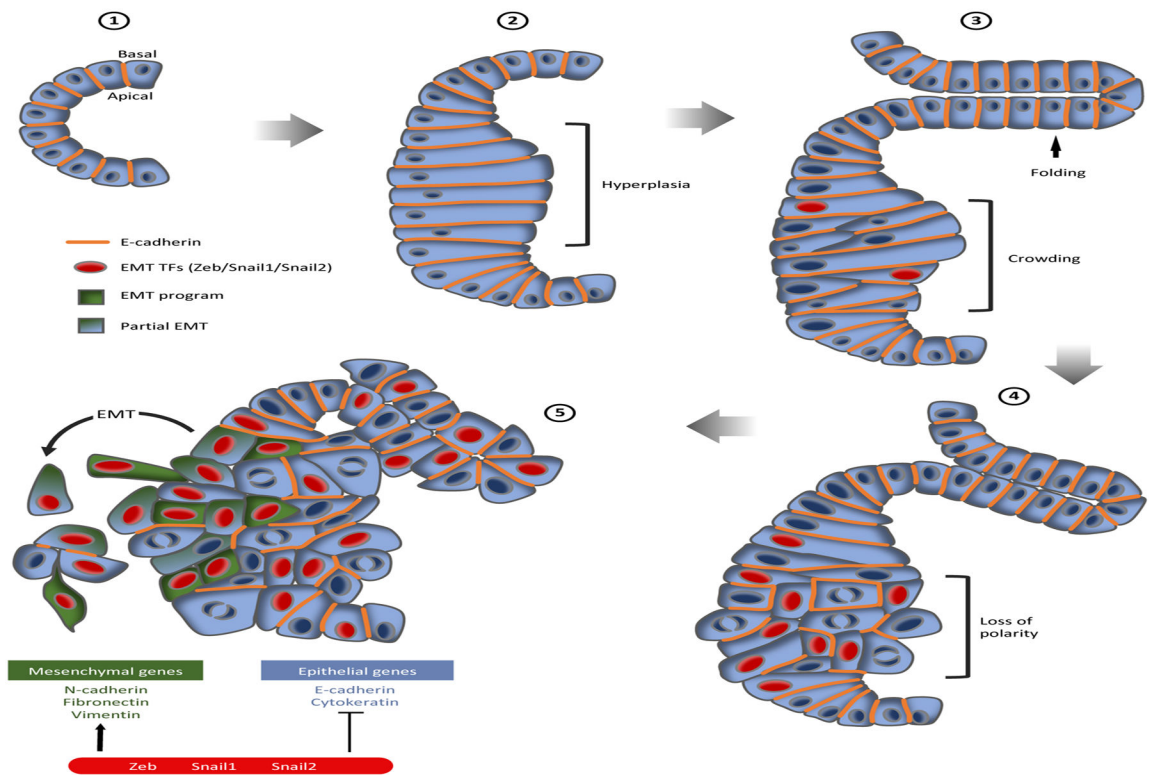 1
2
3
Basal
Apical
Hyperplasia
Folding
Crowding
E-cadherin
EMT TFs (Zeb/Snail1/Snail2)
EMT program
Partial EMT
4
Loss of
polarity
5
EMT
Mesenchymal genes
N-cadherin
Fibronectin
Vimentin
Epithelial genes
E-cadherin
Cytokeratin
Zeb Snail1 Snail2